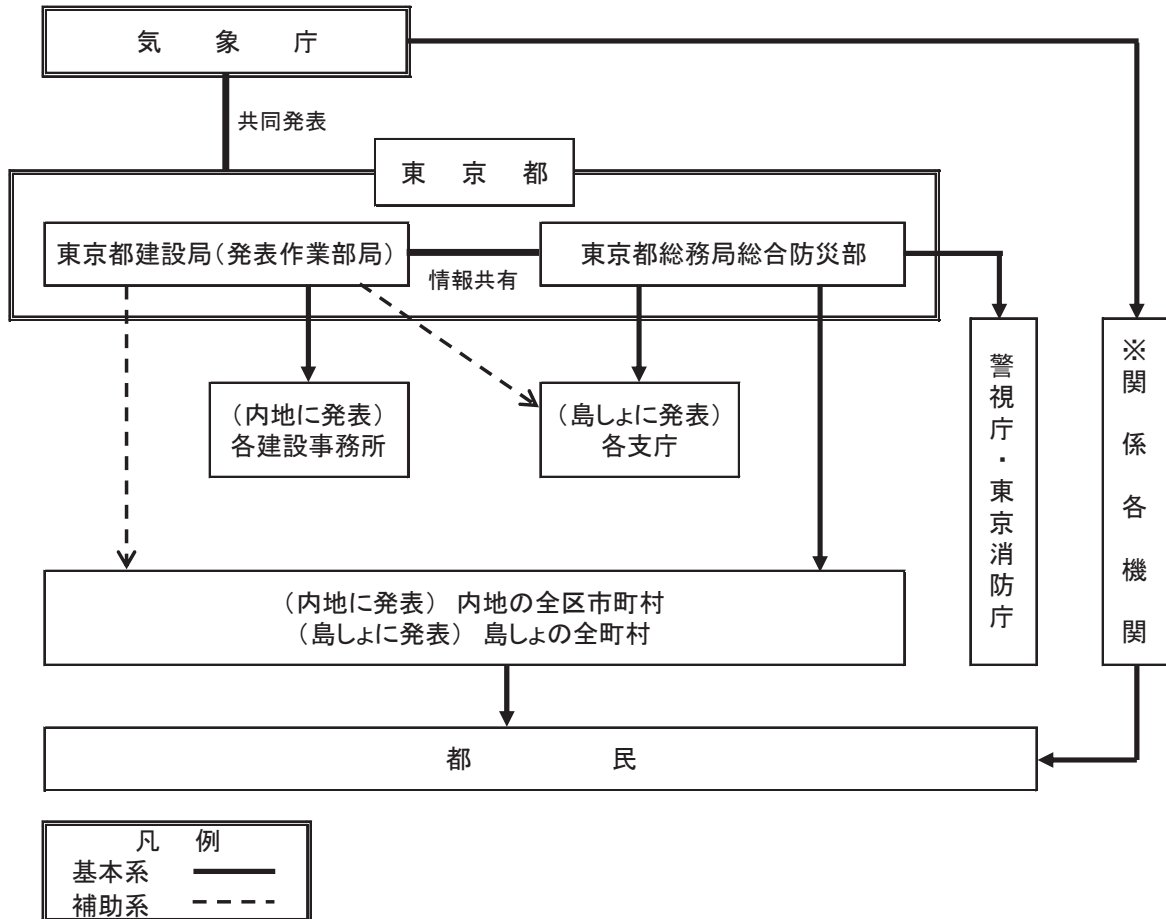 気象庁
共同発表
東京都
東京都建設局(発表作業部局)
情報共有
東京都総務局総合防災部
(内地に発表)
各建設事務所
(島しょに発表)
各支庁
警視庁・東京消防庁
※関係各機関
(内地に発表) 内地の全区市町村
(島しょに発表) 島しょの全町村
都民
凡例
基本系
補助系